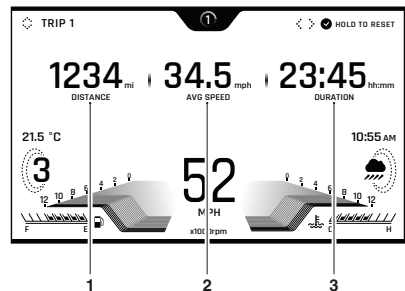 TRIP 1
1
HOLD TO RESET
1234 mi
34.5 mph
23:45 hh:mm
DISTANCE
AVG SPEED
DURATION
21.5 °C
10:55 AM
3
52
MPH
x1000rpm
12 10 8 6 4 2 0
0 2 4 6 8 10 12
F E
C H
1 2 3